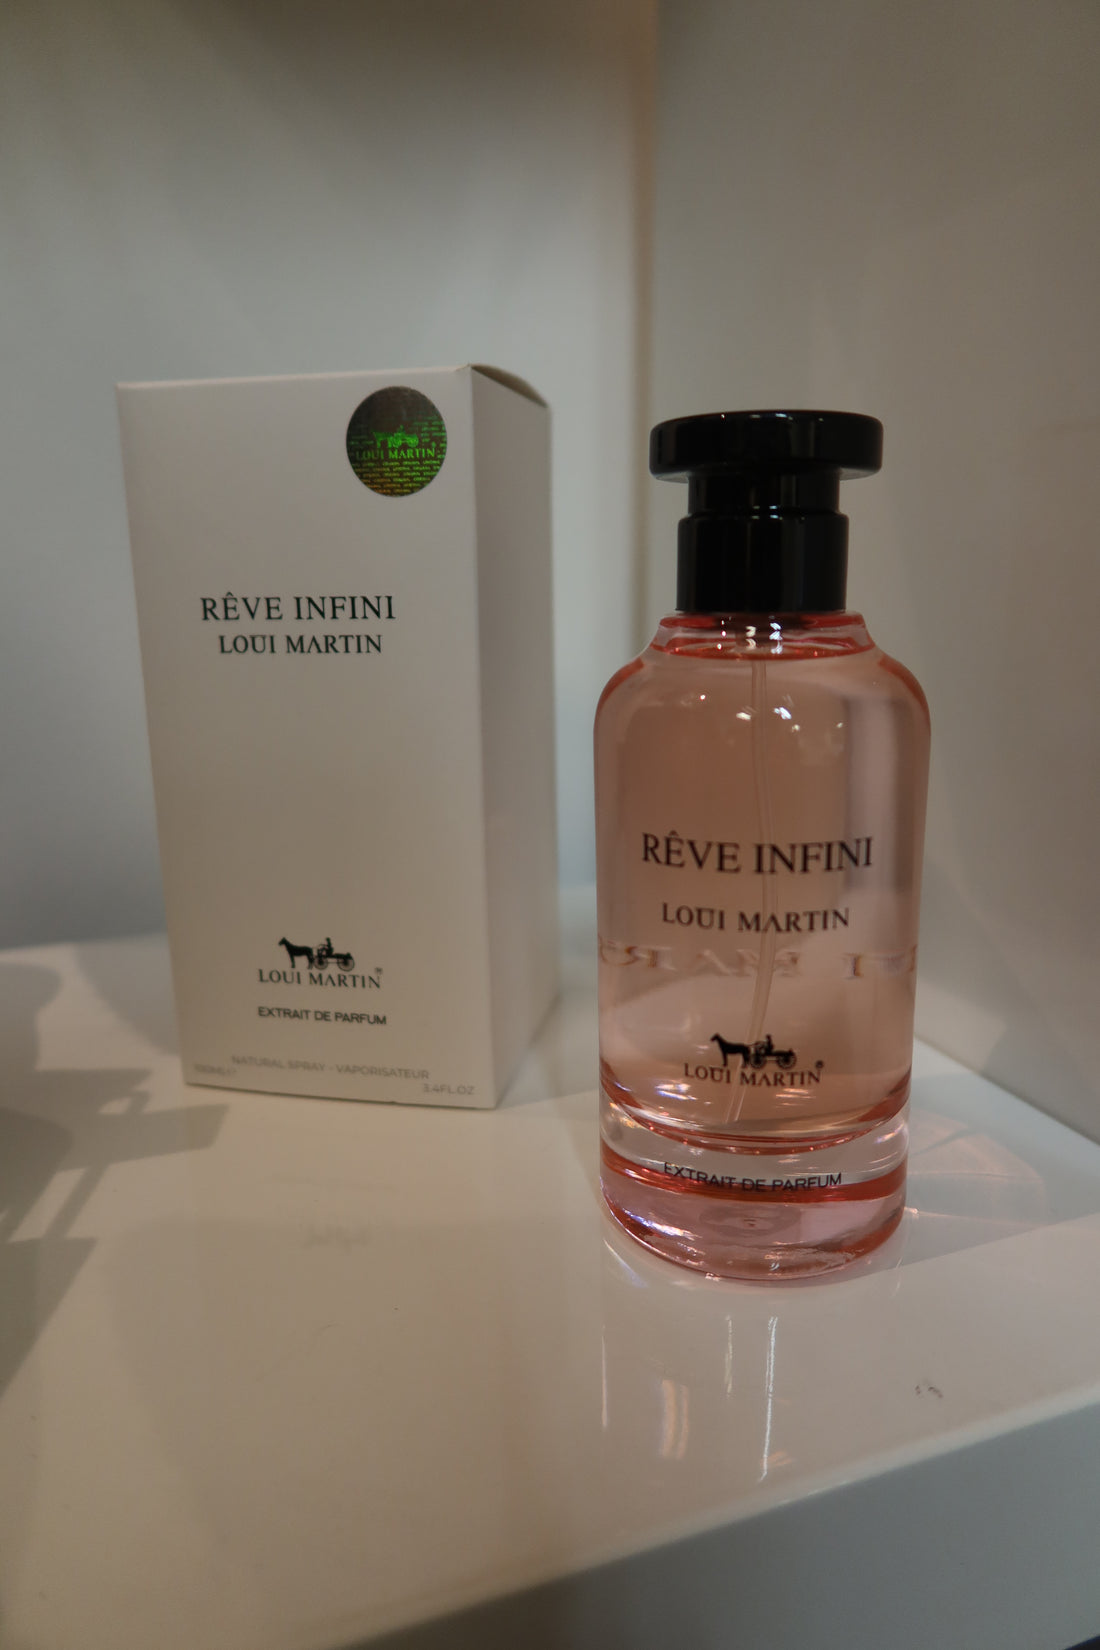 LOUI MARTIN
RÊVE INFINI
LOUI MARTIN
LOUI MARTIN®
EXTRAIT DE PARFUM
NATURAL SPRAY - VAPORISATEUR
100ML℮
3.4FL.OZ
RÊVE INFINI
LOUI MARTIN
LOUI MARTIN®
EXTRAIT DE PARFUM